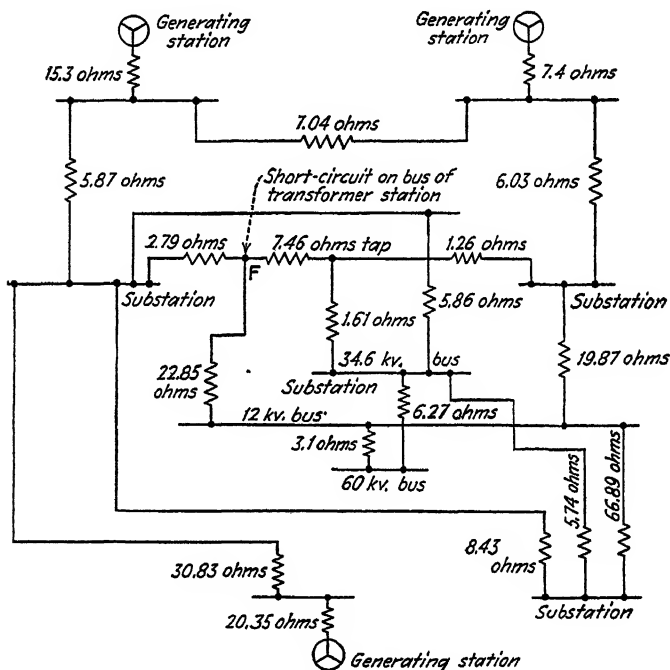 Generating
station
Generating
station
15.3 ohms
7.4 ohms
7.04 ohms
5.87 ohms
Short-circuit on bus of
transformer station
6.03 ohms
2.79 ohms
7.46 ohms tap
1.26 ohms
F
Substation
Substation
1.61 ohms
5.86 ohms
19.87 ohms
22.85
ohms
34.6 kv. bus
Substation
6.27 ohms
12 kv. bus
3.1 ohms
60 kv. bus
5.74 ohms
66.89 ohms
8.43
ohms
30.83 ohms
Substation
20.35 ohms
Generating station